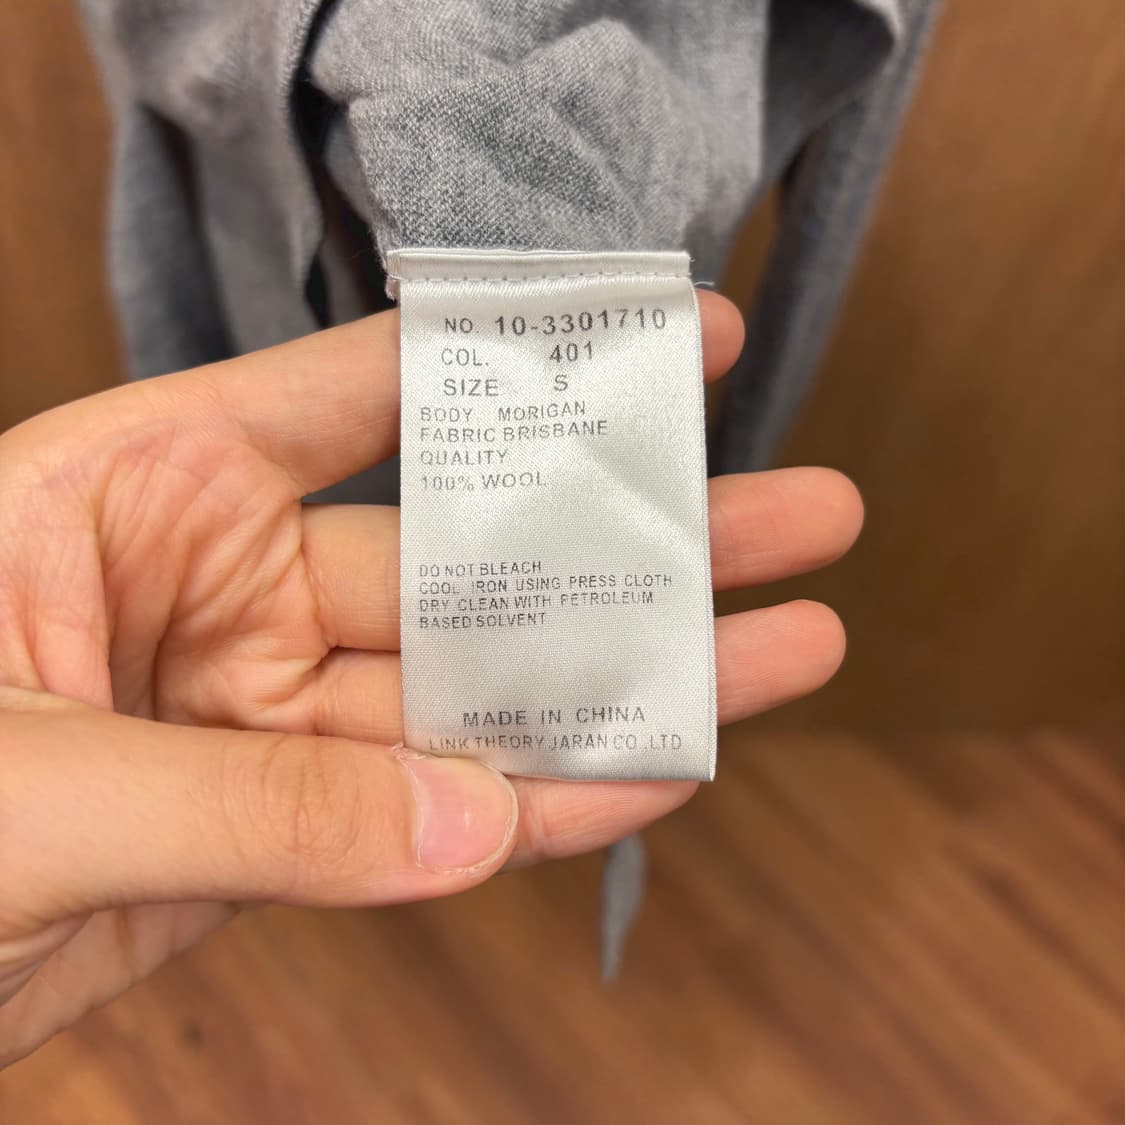 NO. 10-3301710
COL. 401
SIZE S
BODY MORIGAN
FABRIC BRISBANE
QUALITY
100% WOOL
DO NOT BLEACH
COOL IRON USING PRESS CLOTH
DRY CLEAN WITH PETROLEUM
BASED SOLVENT
MADE IN CHINA
LINK THEORY JARAN CO .,LTD